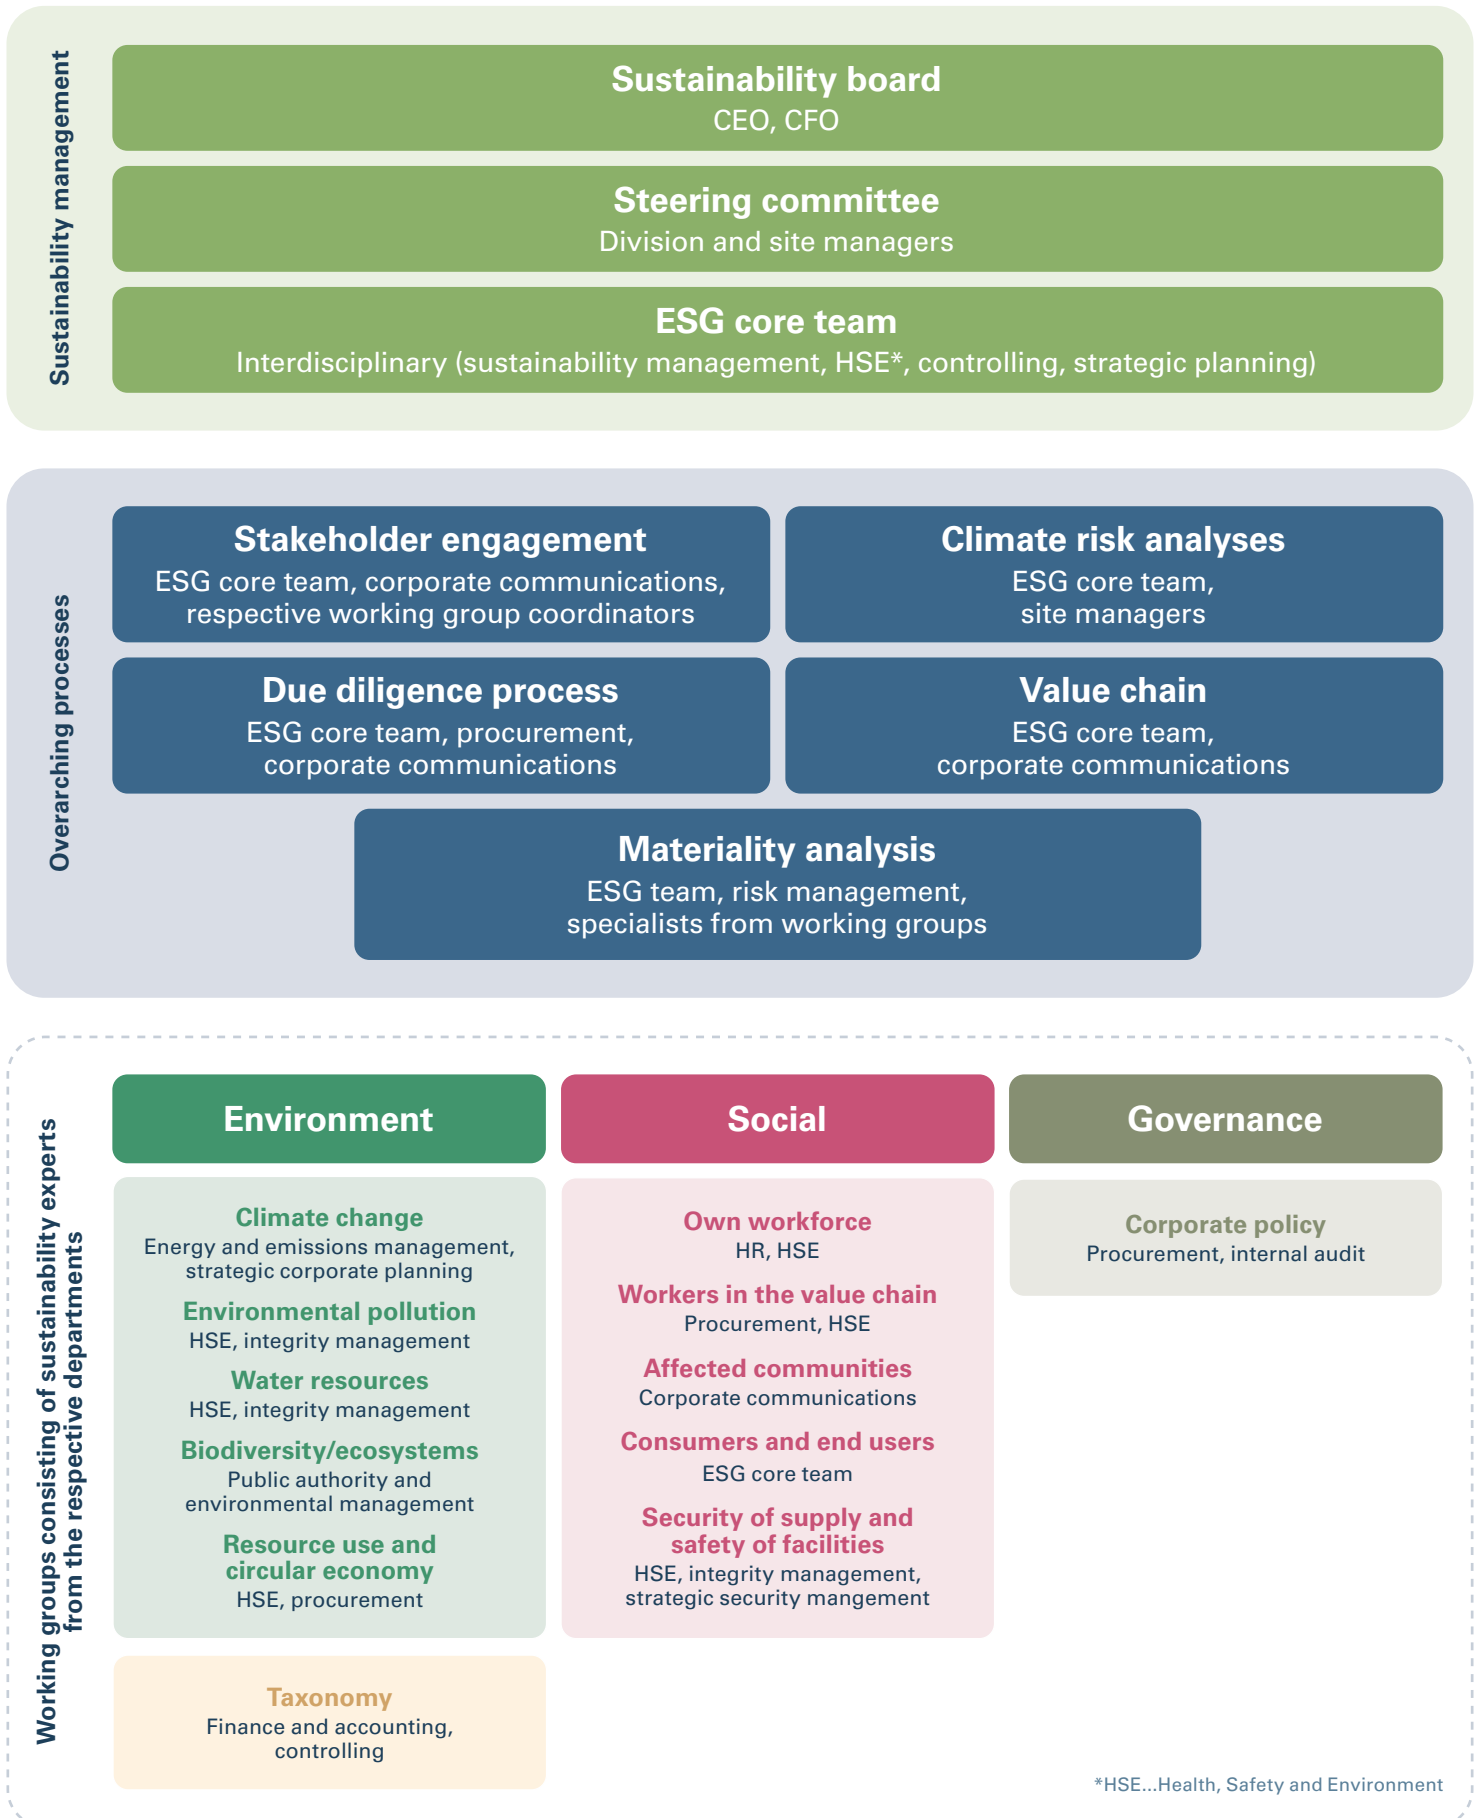 Sustainability management
Sustainability board
CEO, CFO
Steering committee
Division and site managers
ESG core team
Interdisciplinary (sustainability management, HSE*, controlling, strategic planning)
Overarching processes
Stakeholder engagement
ESG core team, corporate communications,
respective working group coordinators
Climate risk analyses
ESG core team,
site managers
Due diligence process
ESG core team, procurement,
corporate communications
Value chain
ESG core team,
corporate communications
Materiality analysis
ESG team, risk management,
specialists from working groups
Working groups consisting of sustainability experts
from the respective departments
Environment
Climate change
Energy and emissions management,
strategic corporate planning
Environmental pollution
HSE, integrity management
Water resources
HSE, integrity management
Biodiversity/ecosystems
Public authority and
environmental management
Resource use and
circular economy
HSE, procurement
Taxonomy
Finance and accounting,
controlling
Social
Own workforce
HR, HSE
Workers in the value chain
Procurement, HSE
Affected communities
Corporate communications
Consumers and end users
ESG core team
Security of supply and
safety of facilities
HSE, integrity management,
strategic security mangement
Governance
Corporate policy
Procurement, internal audit
*HSE...Health, Safety and Environment